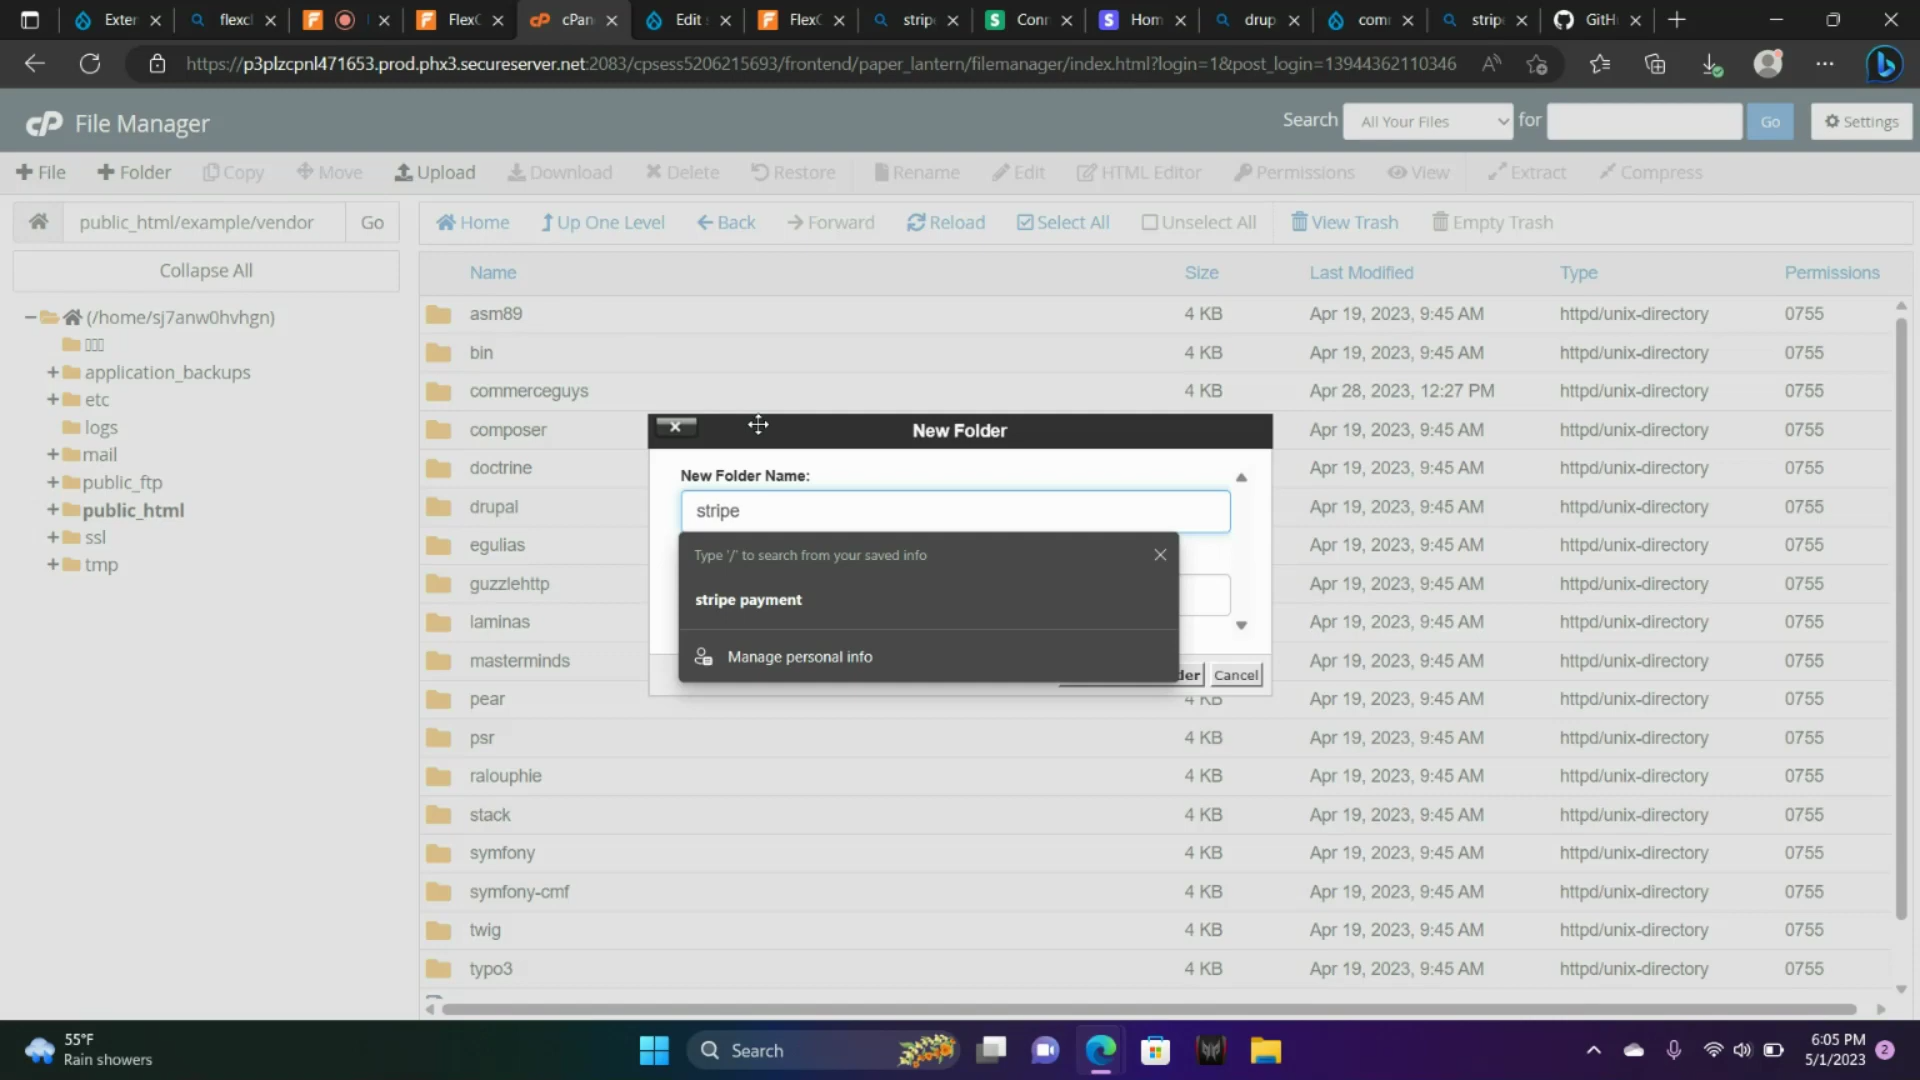 Exter
flexcl
FlexC
cPan
Edit
FlexC
strip
Conn
Hom
drup
com
strip
GitH
https://p3plzcpnl471653.prod.phx3.secureserver.net:2083/cpsess5206215693/frontend/paper_lantern/filemanager/index.html?login=1&post_login=13944362110346
cP File Manager
Search All Your Files for Go Settings
File Folder Copy Move Upload Download Delete Restore Rename Edit HTML Editor Permissions View Extract Compress
public_html/example/vendor Go Home Up One Level Back Forward Reload Select All Unselect All View Trash Empty Trash
Collapse All
(/home/sj7anw0hvhgn)
application_backups
etc
logs
mail
public_ftp
public_html
ssl
tmp
Name Size Last Modified Type Permissions
asm89 4 KB Apr 19, 2023, 9:45 AM httpd/unix-directory 0755
bin 4 KB Apr 19, 2023, 9:45 AM httpd/unix-directory 0755
commerceguys 4 KB Apr 28, 2023, 12:27 PM httpd/unix-directory 0755
composer Apr 19, 2023, 9:45 AM httpd/unix-directory 0755
doctrine Apr 19, 2023, 9:45 AM httpd/unix-directory 0755
drupal Apr 19, 2023, 9:45 AM httpd/unix-directory 0755
egulias Apr 19, 2023, 9:45 AM httpd/unix-directory 0755
guzzlehttp Apr 19, 2023, 9:45 AM httpd/unix-directory 0755
laminas Apr 19, 2023, 9:45 AM httpd/unix-directory 0755
masterminds Apr 19, 2023, 9:45 AM httpd/unix-directory 0755
pear 4 KB Apr 19, 2023, 9:45 AM httpd/unix-directory 0755
psr 4 KB Apr 19, 2023, 9:45 AM httpd/unix-directory 0755
ralouphie 4 KB Apr 19, 2023, 9:45 AM httpd/unix-directory 0755
stack 4 KB Apr 19, 2023, 9:45 AM httpd/unix-directory 0755
symfony 4 KB Apr 19, 2023, 9:45 AM httpd/unix-directory 0755
symfony-cmf 4 KB Apr 19, 2023, 9:45 AM httpd/unix-directory 0755
twig 4 KB Apr 19, 2023, 9:45 AM httpd/unix-directory 0755
typo3 4 KB Apr 19, 2023, 9:45 AM httpd/unix-directory 0755
New Folder
New Folder Name:
stripe
Type '/' to search from your saved info
stripe payment
Manage personal info
der Cancel
55°F
Rain showers
Search
6:05 PM
5/1/2023
2